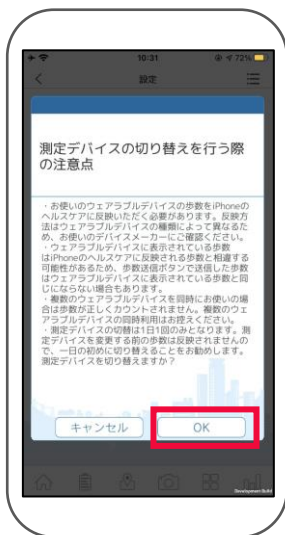 10:31
72%
設定
測定デバイスの切り替えを行う際
の注意点
・お使いのウェアラブルデバイスの歩数をiPhoneの
ヘルスケアに反映いただく必要があります。反映方
法はウェアラブルデバイスの種類によって異なるた
め、お使いのデバイスメーカーにご確認ください。
・ウェアラブルデバイスに表示されている歩数
はiPhoneのヘルスケアに反映される歩数と相違する
可能性があるため、歩数送信ボタンで送信した歩数
はウェアラブルデバイスに表示されている歩数と同
じにならない場合もあります。
・複数のウェアラブルデバイスを同時にお使いの場
合は歩数が正しくカウントされません。複数のウェ
アラブルデバイスの同時利用はお控えください。
・測定デバイスの切替は1日1回のみとなります。測
定デバイスを変更する前の歩数は反映されませんの
で、一日の初めに切り替えることをお勧めします。
測定デバイスを切り替えますか？
キャンセル
OK
Development Build